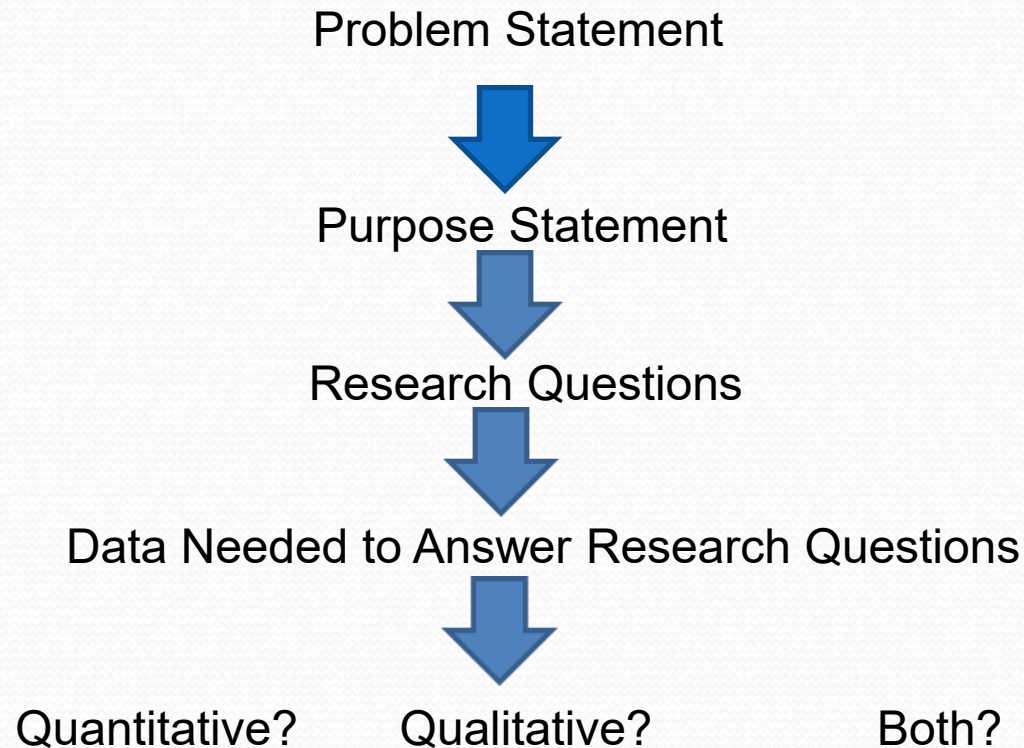 Problem Statement
Purpose Statement
Research Questions
Data Needed to Answer Research Questions
Quantitative? Qualitative? Both?